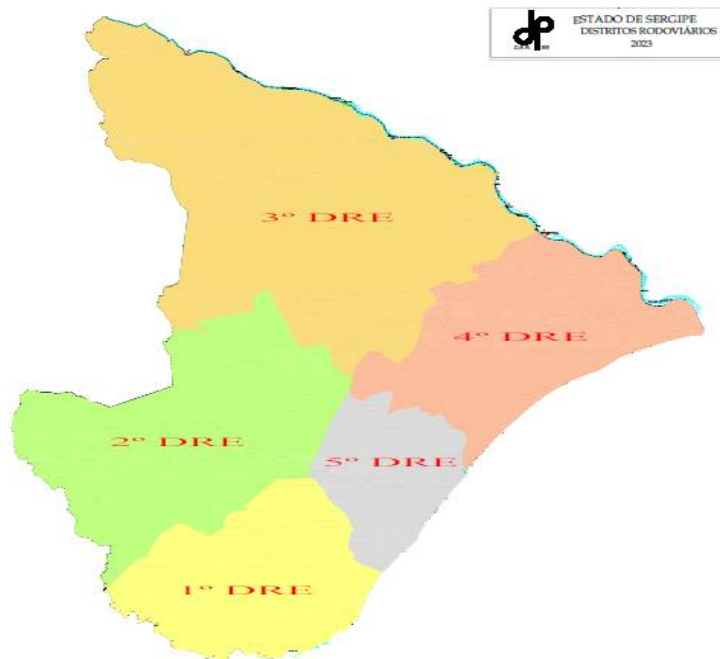 ESTADO DE SERGIPE
DISTRITOS RODOVIÁRIOS
2023
3º DRE
4º DRE
2º DRE
5º DRE
1º DRE